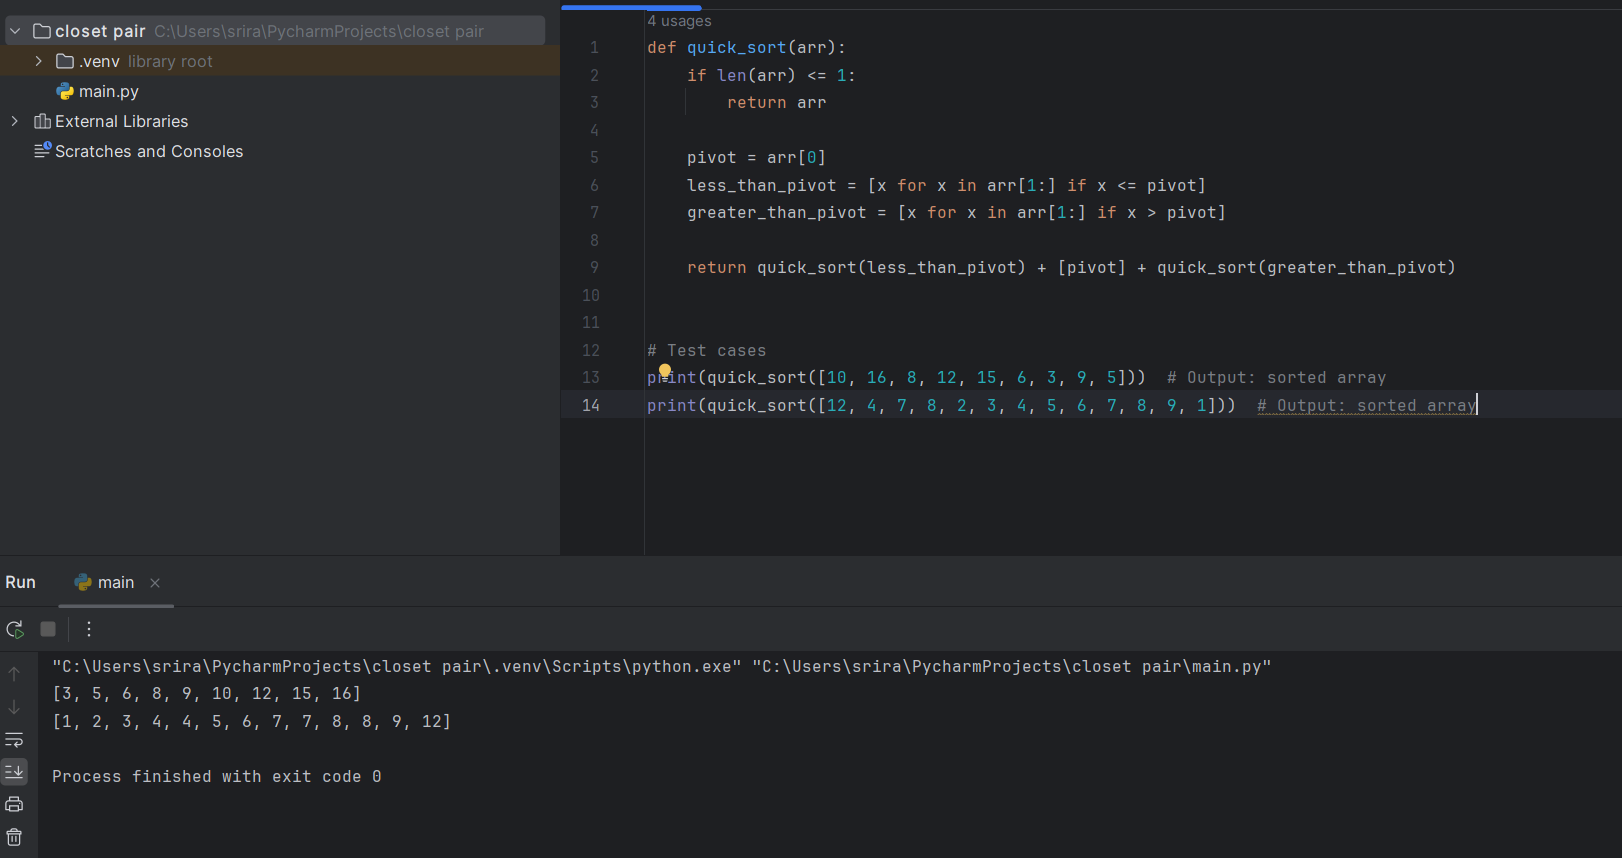 closet pair C:\Users\srira\PycharmProjects\closet pair
.venv library root
main.py
External Libraries
Scratches and Consoles
4 usages
1 def quick_sort(arr):
2     if len(arr) <= 1:
3         return arr
4
5     pivot = arr[0]
6     less_than_pivot = [x for x in arr[1:] if x <= pivot]
7     greater_than_pivot = [x for x in arr[1:] if x > pivot]
8
9     return quick_sort(less_than_pivot) + [pivot] + quick_sort(greater_than_pivot)
10
11
12 # Test cases
13 print(quick_sort([10, 16, 8, 12, 15, 6, 3, 9, 5]))  # Output: sorted array
14 print(quick_sort([12, 4, 7, 8, 2, 3, 4, 5, 6, 7, 8, 9, 1]))  # Output: sorted array
Run main
"C:\Users\srira\PycharmProjects\closet pair\.venv\Scripts\python.exe" "C:\Users\srira\PycharmProjects\closet pair\main.py"
[3, 5, 6, 8, 9, 10, 12, 15, 16]
[1, 2, 3, 4, 4, 5, 6, 7, 7, 8, 8, 9, 12]
Process finished with exit code 0